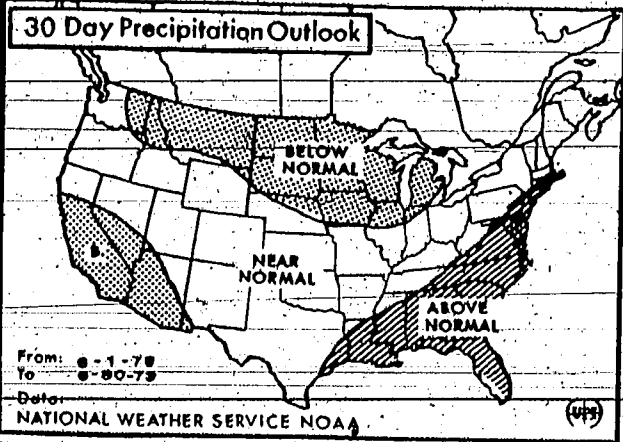 30 Day Precipitation Outlook
BELOW
NORMAL
B.
NEAR
NORMAL
ABOVE
NORMAL
From:
To
Data:
NATIONAL WEATHER SERVICE NOAA